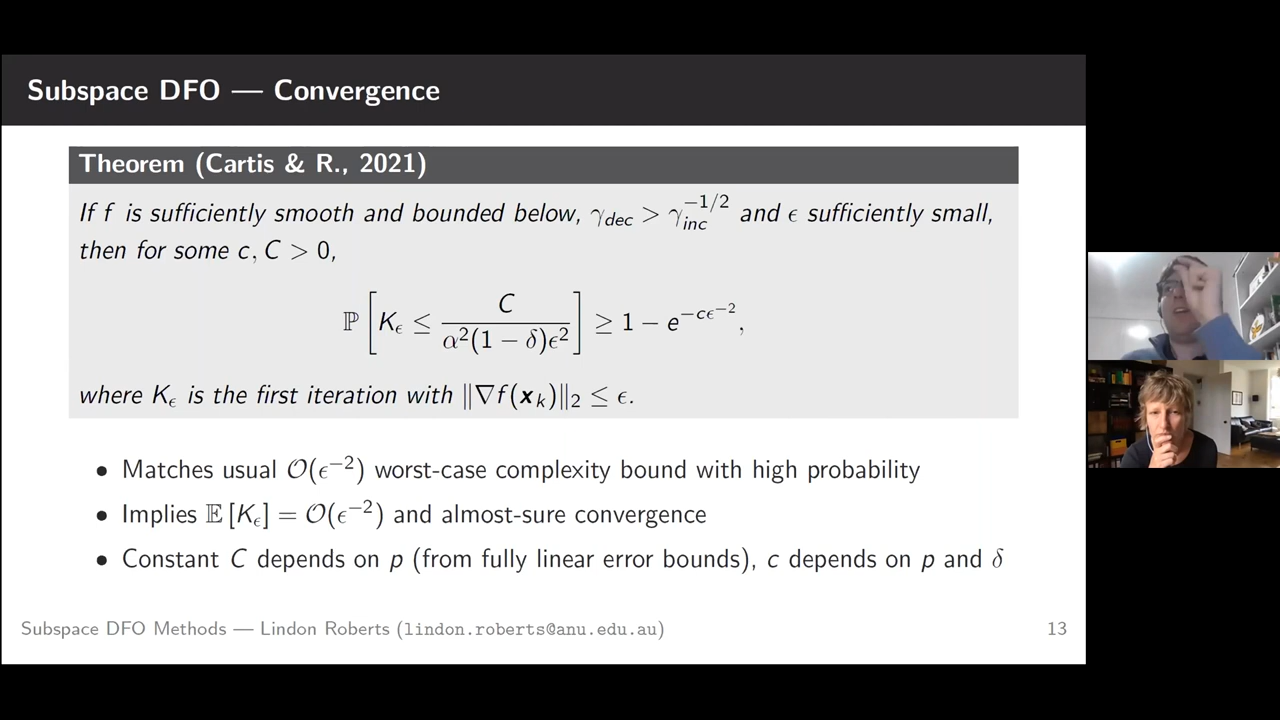 Subspace DFO — Convergence
Theorem (Cartis & R., 2021)
If f is sufficiently smooth and bounded below, γ_dec > γ_inc^{-1/2} and ϵ sufficiently small,
then for some c, C > 0,
ℙ[K_ϵ ≤ C / (α²(1 − δ)ϵ²)] ≥ 1 − e^{−cϵ^{−2}},
where K_ϵ is the first iteration with ‖∇f(x_k)‖₂ ≤ ϵ.
• Matches usual 𝒪(ϵ^{−2}) worst-case complexity bound with high probability
• Implies 𝔼[K_ϵ] = 𝒪(ϵ^{−2}) and almost-sure convergence
• Constant C depends on p (from fully linear error bounds), c depends on p and δ
Subspace DFO Methods — Lindon Roberts (lindon.roberts@anu.edu.au) 13